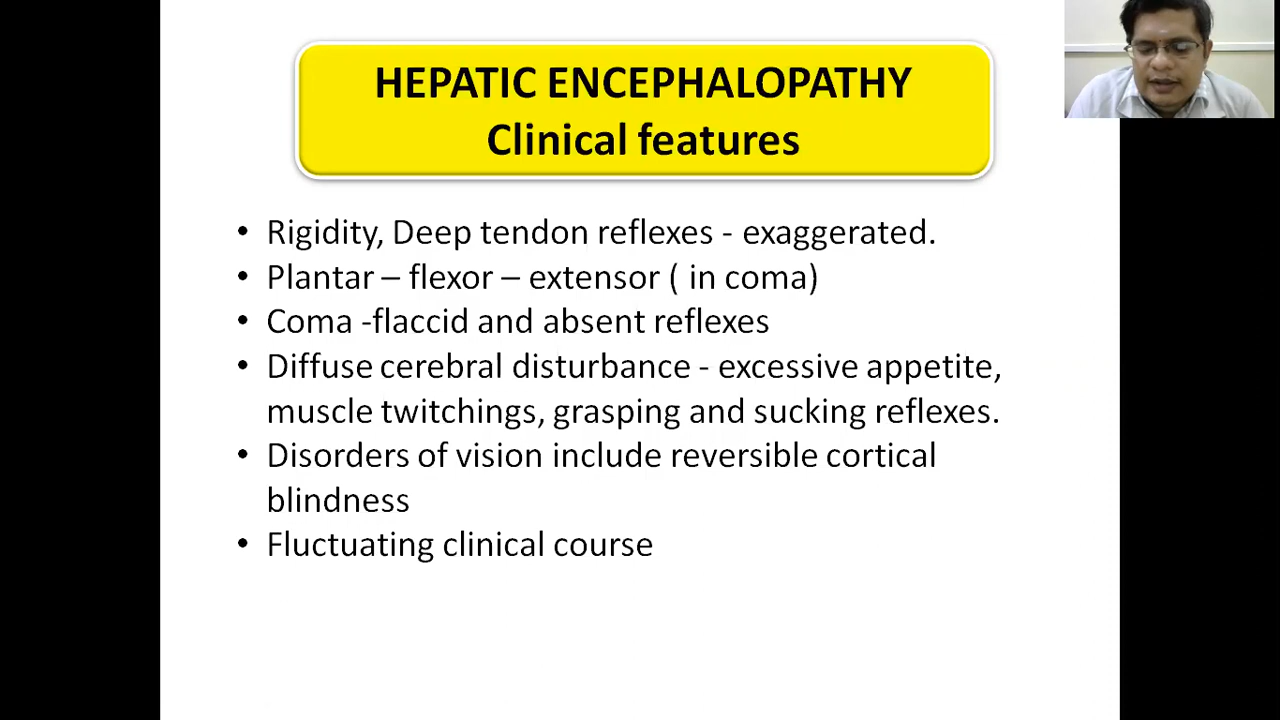 HEPATIC ENCEPHALOPATHY
Clinical features
• Rigidity, Deep tendon reflexes - exaggerated.
• Plantar – flexor – extensor ( in coma)
• Coma -flaccid and absent reflexes
• Diffuse cerebral disturbance - excessive appetite,
muscle twitchings, grasping and sucking reflexes.
• Disorders of vision include reversible cortical
blindness
• Fluctuating clinical course